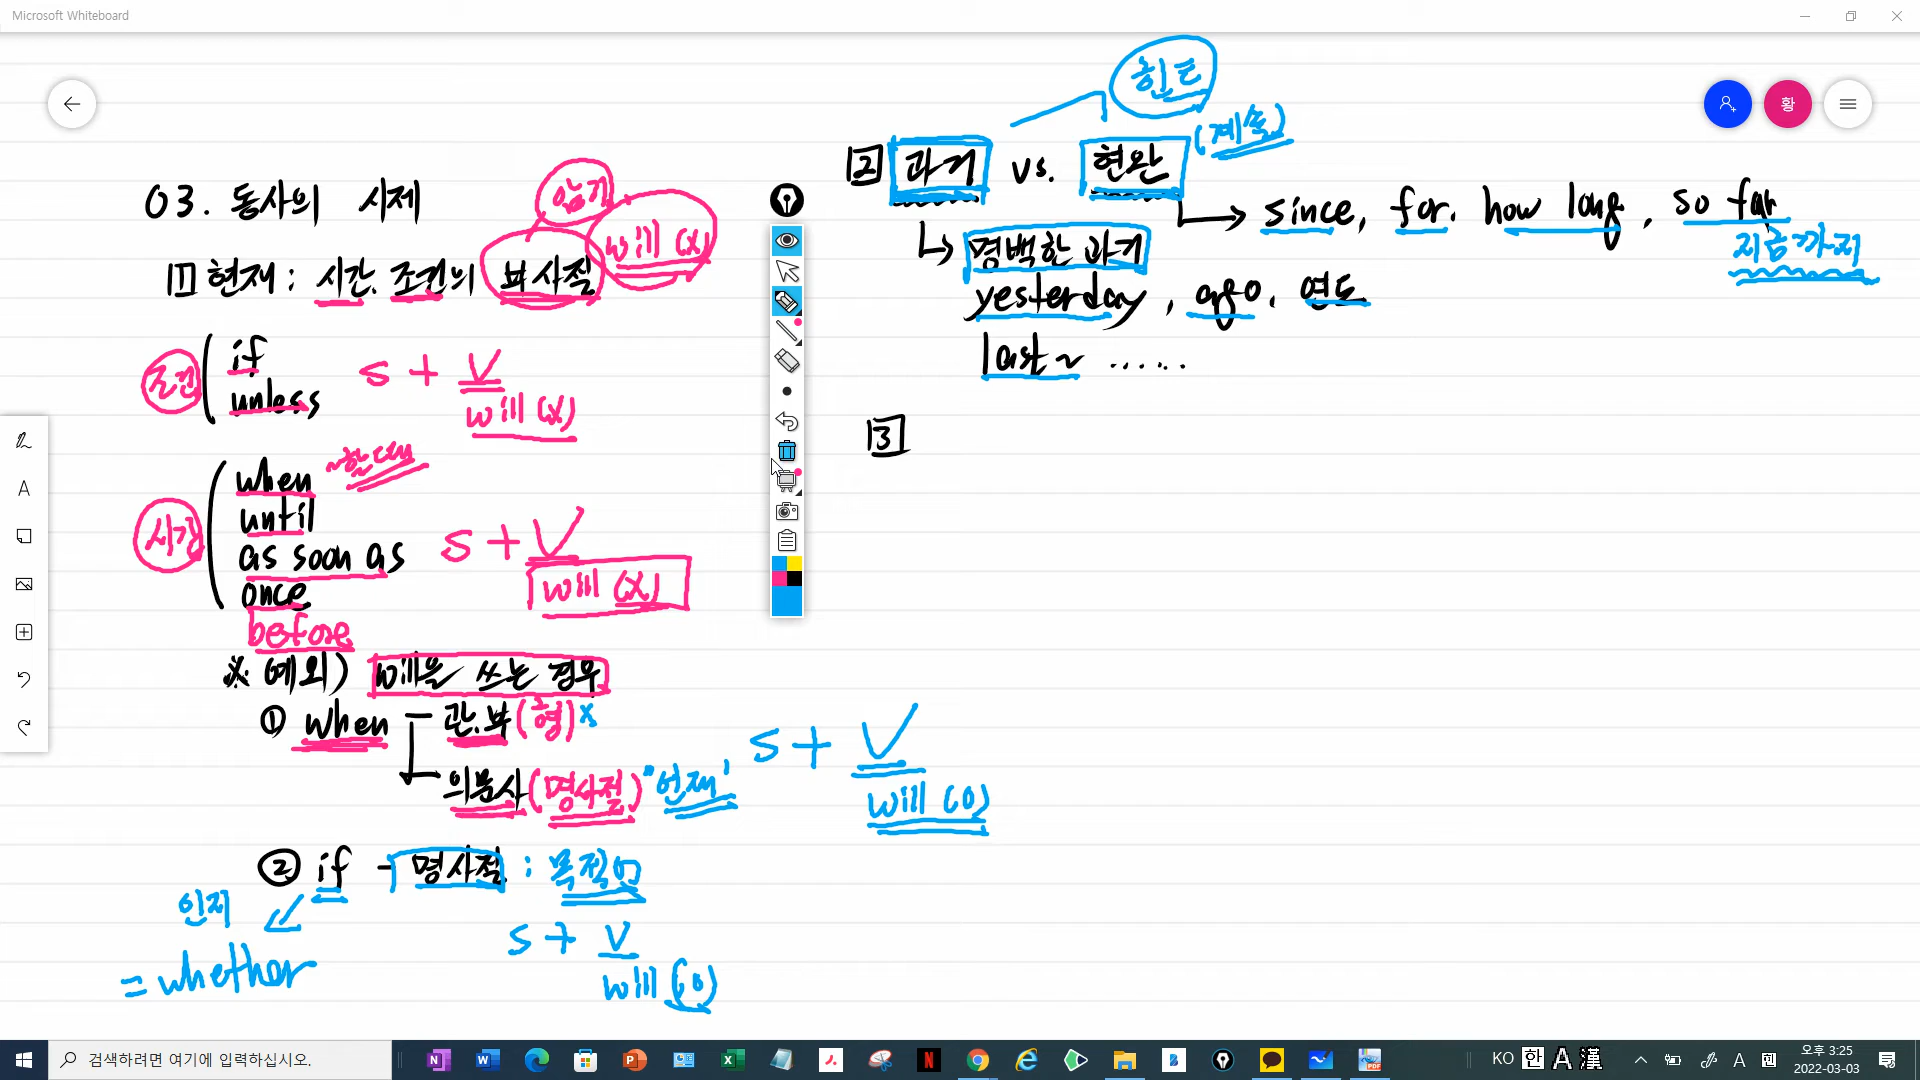 Microsoft Whiteboard
황
03. 동사의 시제
암기
will (x)
1 현재 : 시간. 조건의 부사절
조건
if
unless
s + v
will (x)
시간
when ~할 때
until
as soon as
once
before
s + v
will (x)
※ (예외) will을 쓰는 경우
① when - 관.부 (형) x
의문사 (명사절) "언제"
s + v
will (o)
② if - 명사절 : 목적어
인지
= whether
s + v
will (o)
힌트
2 과거 vs. 현완 (계속)
since, for. how long, so far
지금까지
명백한 과거
yesterday, ago. 연도
last ~ ......
3
검색하려면 여기에 입력하십시오.
KO 한 A 漢
A
오후 3:25
2022-03-03